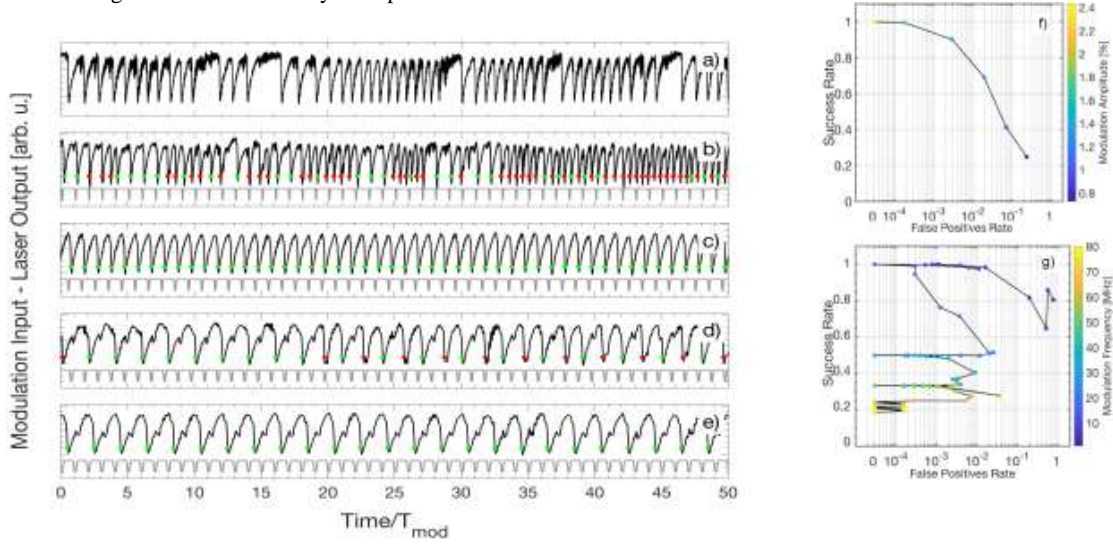 Modulation Input - Laser Output [arb. u.]
a)
b)
c)
d)
e)
0 5 10 15 20 25 30 35 40 45 50
Time/T_mod
f)
Success Rate
1
0.8
0.6
0.4
0.2
0
0 10^-4 10^-3 10^-2 10^-1 1
False Positives Rate
2.4
2.2
2
1.8
1.6
1.4
1.2
1
0.8
Modulation Amplitude [%]
g)
Success Rate
1
0.8
0.6
0.4
0.2
0
0 10^-4 10^-3 10^-2 10^-1 1
False Positives Rate
80
70
60
50
40
30
20
10
Modulation Frequency [MHz]